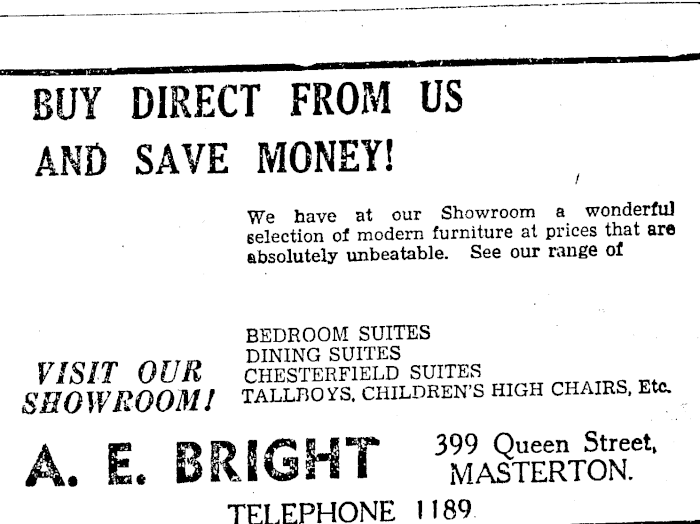 BUY DIRECT FROM US
AND SAVE MONEY!
We have at our Showroom a wonderful
selection of modern furniture at prices that are
absolutely unbeatable. See our range of
BEDROOM SUITES
DINING SUITES
CHESTERFIELD SUITES
TALLBOYS, CHILDREN'S HIGH CHAIRS, Etc.
VISIT OUR
SHOWROOM!
A. E. BRIGHT
399 Queen Street,
MASTERTON.
TELEPHONE 1189